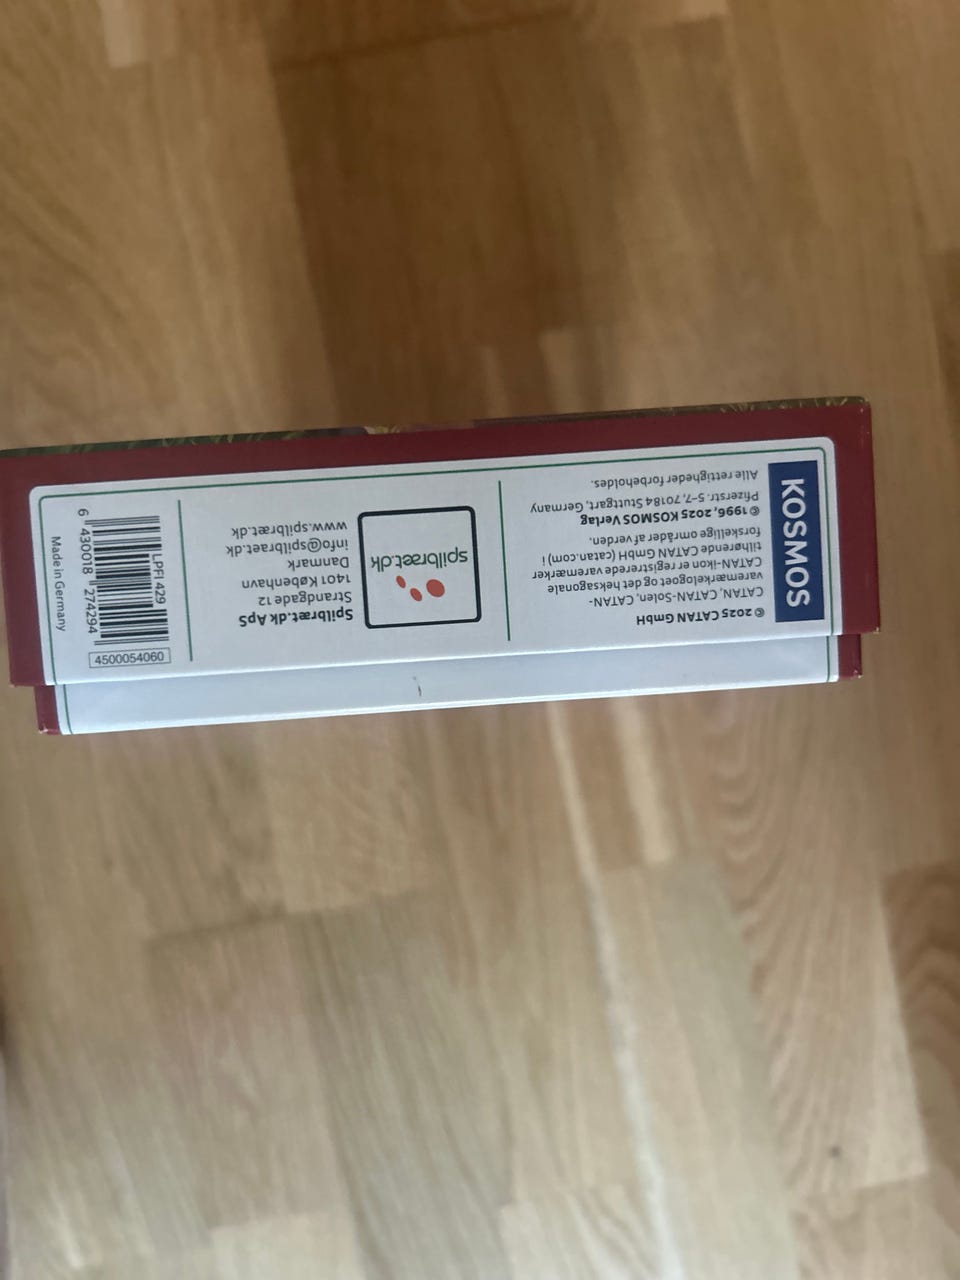 KOSMOS
© 2025 CATAN GmbH
CATAN, CATAN-Solen, CATAN-
varemærkelogoet og det heksagonale
CATAN-ikon er registrerede varemærker
tilhørende CATAN GmbH (catan.com) i
forskellige områder af verden.
© 1996, 2025 KOSMOS Verlag
Pfizerstr. 5–7, 70184 Stuttgart, Germany
Alle rettigheder forbeholdes.
spilbræt.dk
Spilbræt.dk ApS
Strandgade 12
1401 København
Danmark
info@spilbraet.dk
www.spilbræt.dk
4500054060
LPFI 429
6 430018 274294
Made in Germany